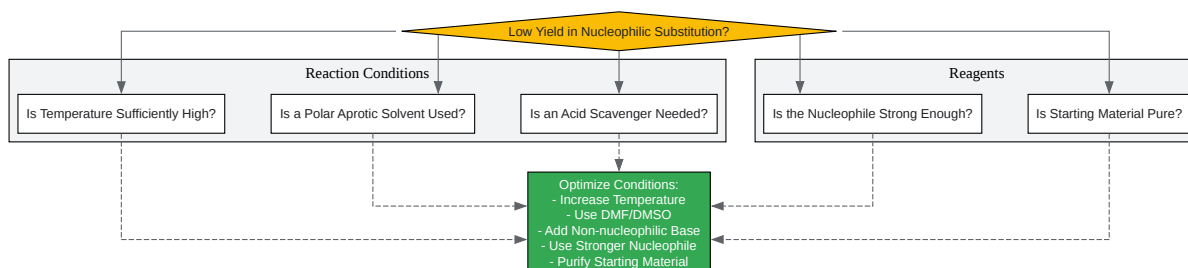 Low Yield in Nucleophilic Substitution?
Reaction Conditions
Reagents
Is Temperature Sufficiently High?
Is a Polar Aprotic Solvent Used?
Is an Acid Scavenger Needed?
Is the Nucleophile Strong Enough?
Is Starting Material Pure?
Optimize Conditions:
- Increase Temperature
- Use DMF/DMSO
- Add Non-nucleophilic Base
- Use Stronger Nucleophile
- Purify Starting Material